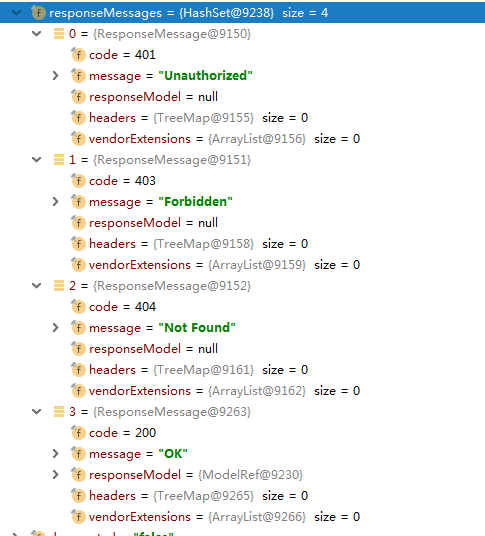 responseMessages = {HashSet@9238} size = 4
0 = {ResponseMessage@9150}
f code = 401
f message = "Unauthorized"
f responseModel = null
f headers = {TreeMap@9155} size = 0
f vendorExtensions = {ArrayList@9156} size = 0
1 = {ResponseMessage@9151}
f code = 403
f message = "Forbidden"
f responseModel = null
f headers = {TreeMap@9158} size = 0
f vendorExtensions = {ArrayList@9159} size = 0
2 = {ResponseMessage@9152}
f code = 404
f message = "Not Found"
f responseModel = null
f headers = {TreeMap@9161} size = 0
f vendorExtensions = {ArrayList@9162} size = 0
3 = {ResponseMessage@9263}
f code = 200
f message = "OK"
f responseModel = {ModelRef@9230}
f headers = {TreeMap@9265} size = 0
f vendorExtensions = {ArrayList@9266} size = 0